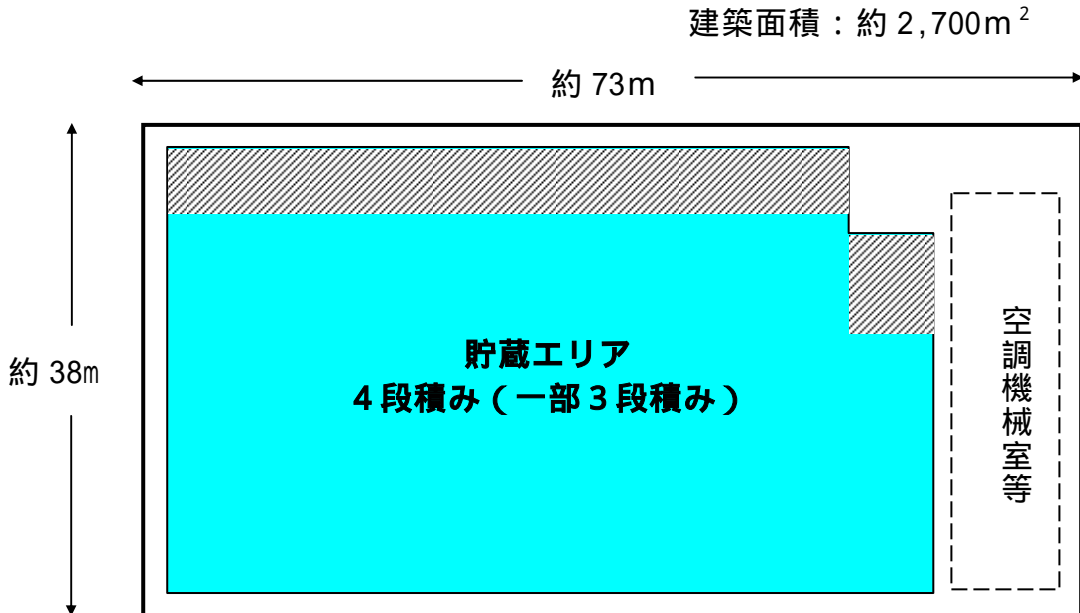 建築面積：約 2,700m²
約 73m
約 38㎡
貯蔵エリア
４段積み（一部３段積み）
空調機械室等